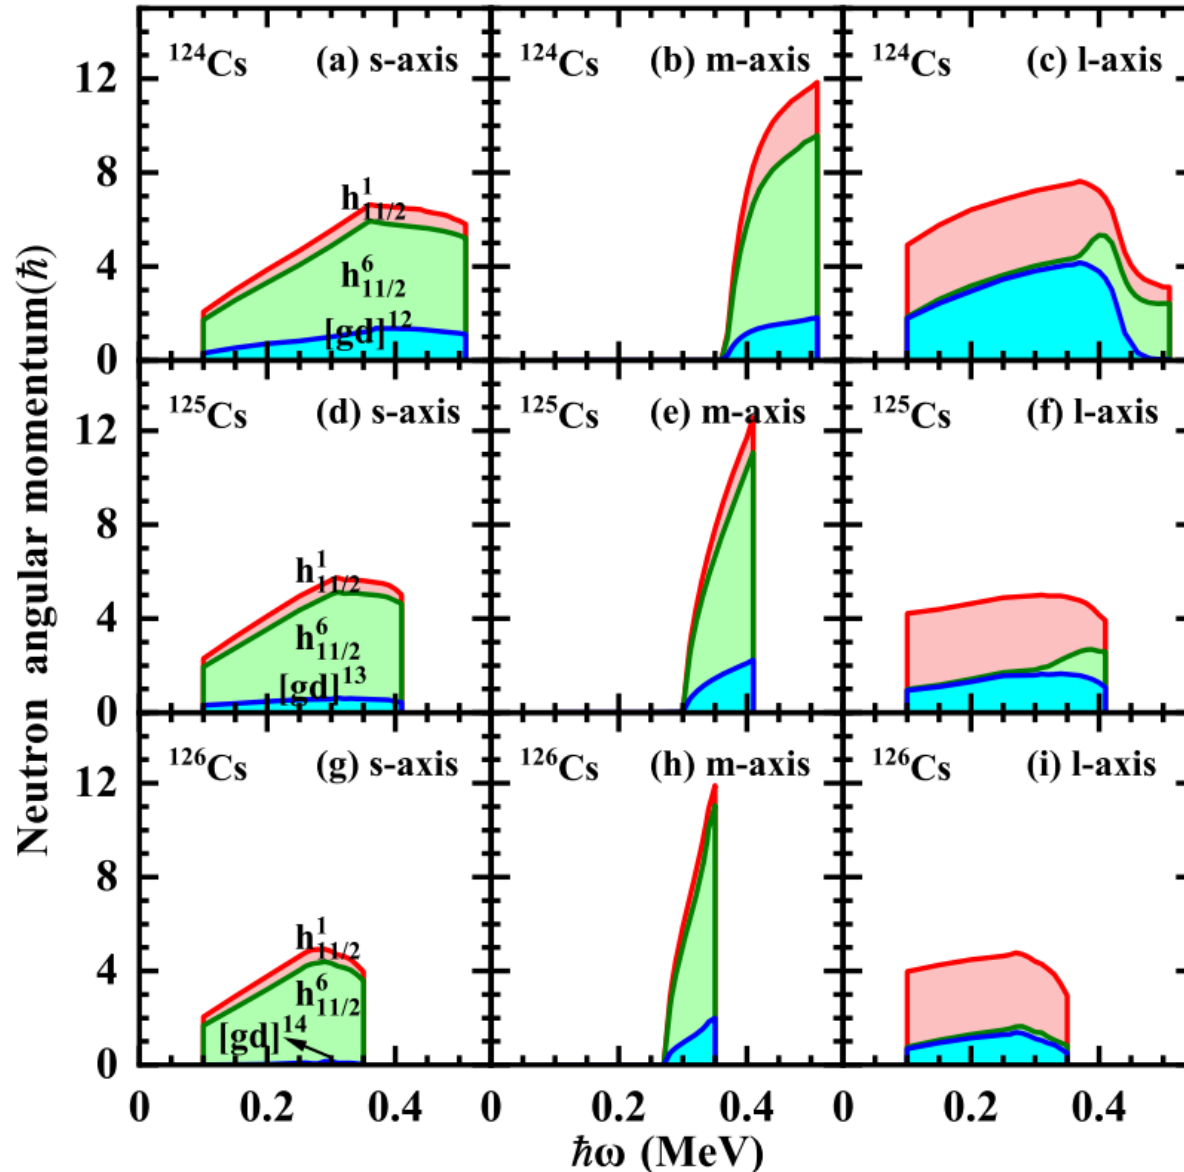 Neutron angular momentum(ℏ)
¹²⁴Cs (a) s-axis
¹²⁴Cs (b) m-axis
¹²⁴Cs (c) l-axis
12
8
4
0
h¹₁₁/₂
h⁶₁₁/₂
[gd]¹²
¹²⁵Cs (d) s-axis
¹²⁵Cs (e) m-axis
¹²⁵Cs (f) l-axis
12
8
4
0
h¹₁₁/₂
h⁶₁₁/₂
[gd]¹³
¹²⁶Cs (g) s-axis
¹²⁶Cs (h) m-axis
¹²⁶Cs (i) l-axis
12
8
4
0
h¹₁₁/₂
h⁶₁₁/₂
[gd]¹⁴
0 0.2 0.4 0 0.2 0.4 0 0.2 0.4
ℏω (MeV)